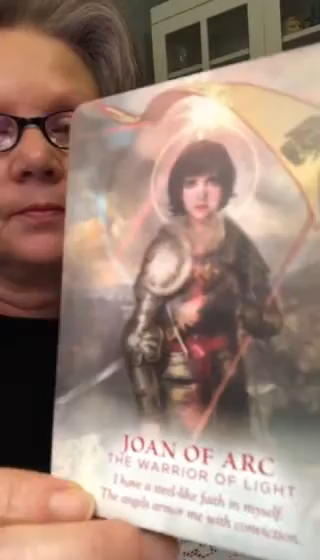 JOAN OF ARC
THE WARRIOR OF LIGHT
I have a steel-like faith in myself.
The angels armor me with conviction.